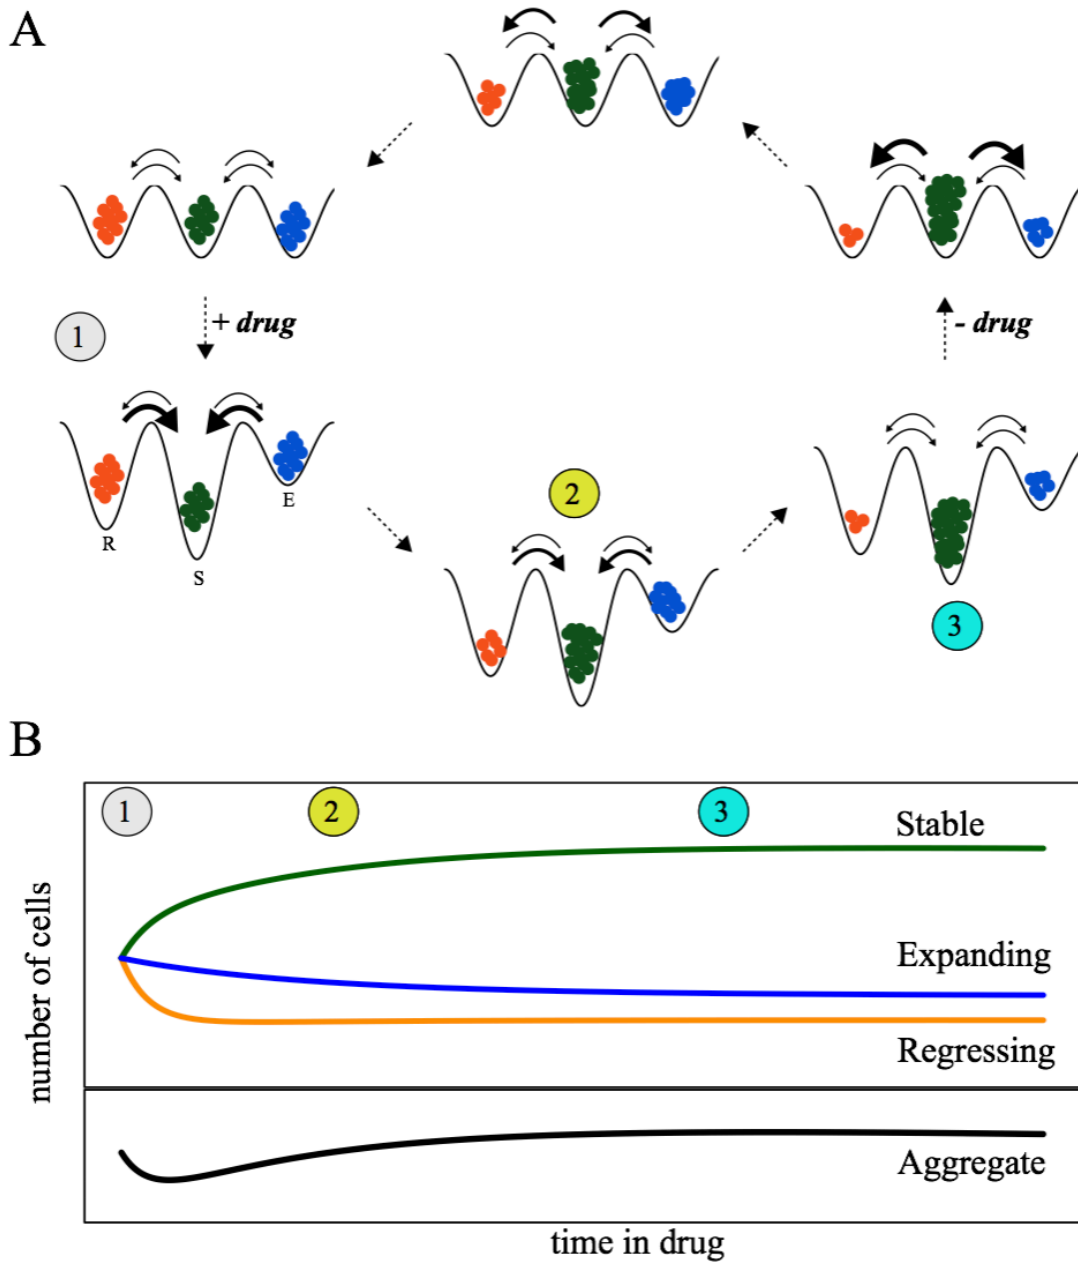 A
1
+ drug
- drug
R
S
E
2
3
B
1
2
3
Stable
Expanding
Regressing
number of cells
Aggregate
time in drug